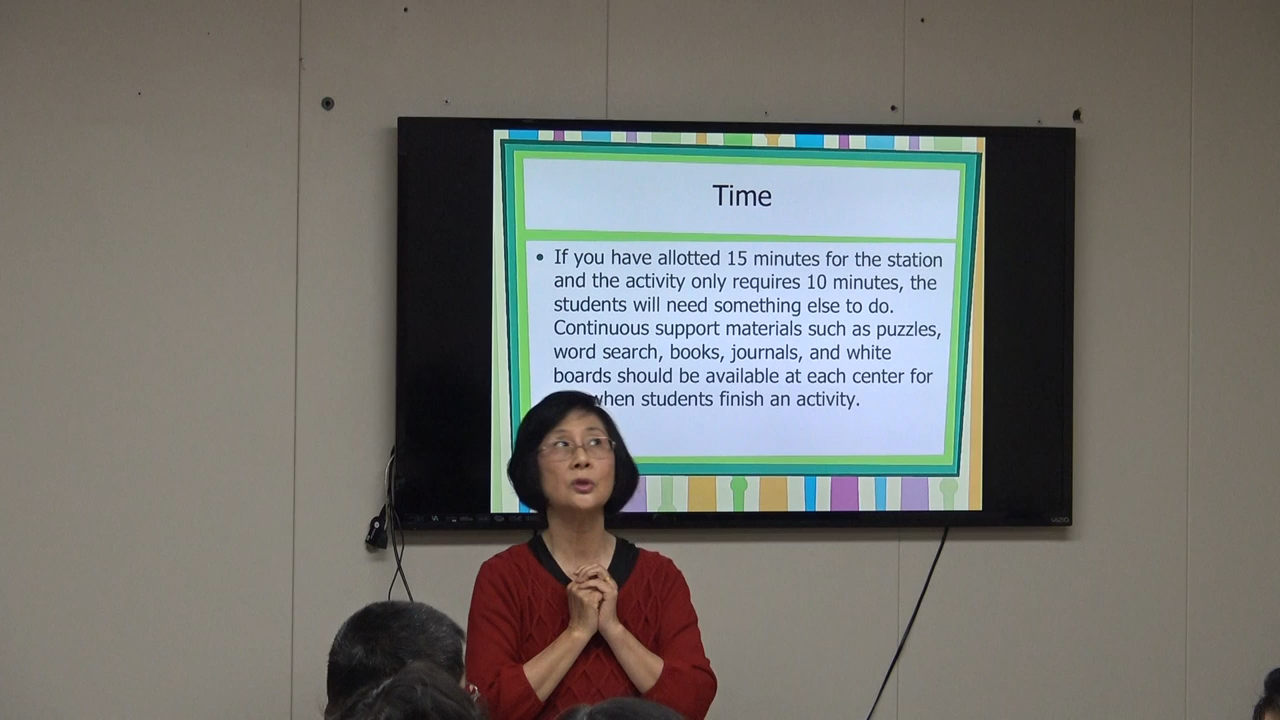 Time
• If you have allotted 15 minutes for the station
and the activity only requires 10 minutes, the
students will need something else to do.
Continuous support materials such as puzzles,
word search, books, journals, and white
boards should be available at each center for
when students finish an activity.
VIZIO